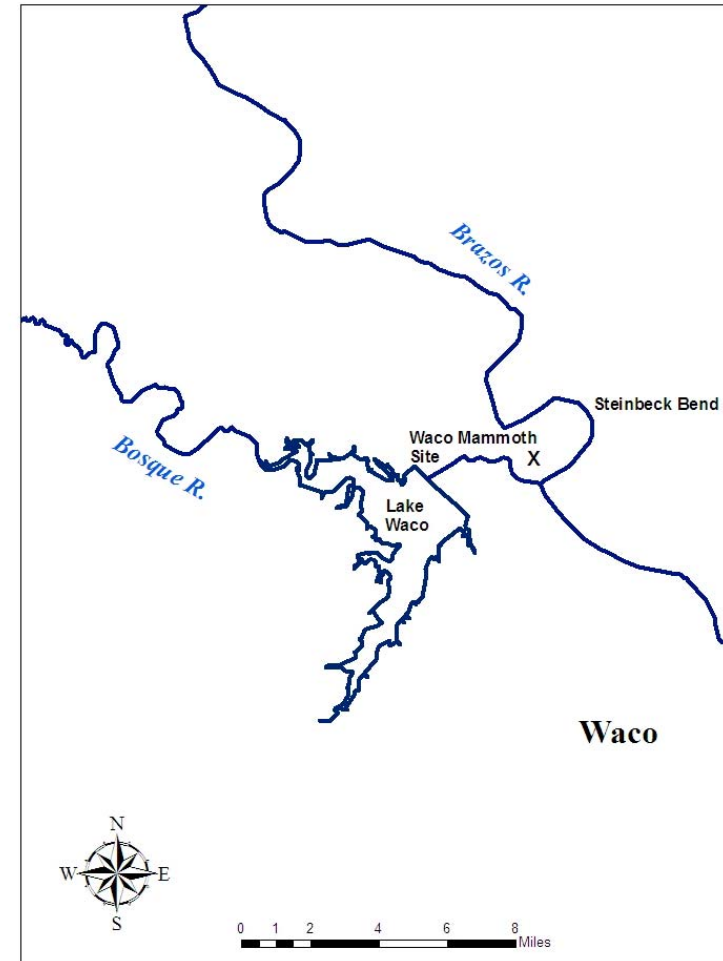 Brazos R.
Steinbeck Bend
Waco Mammoth
Site
X
Bosque R.
Lake
Waco
Waco
N
W E
S
0 1 2 4 6 8
Miles